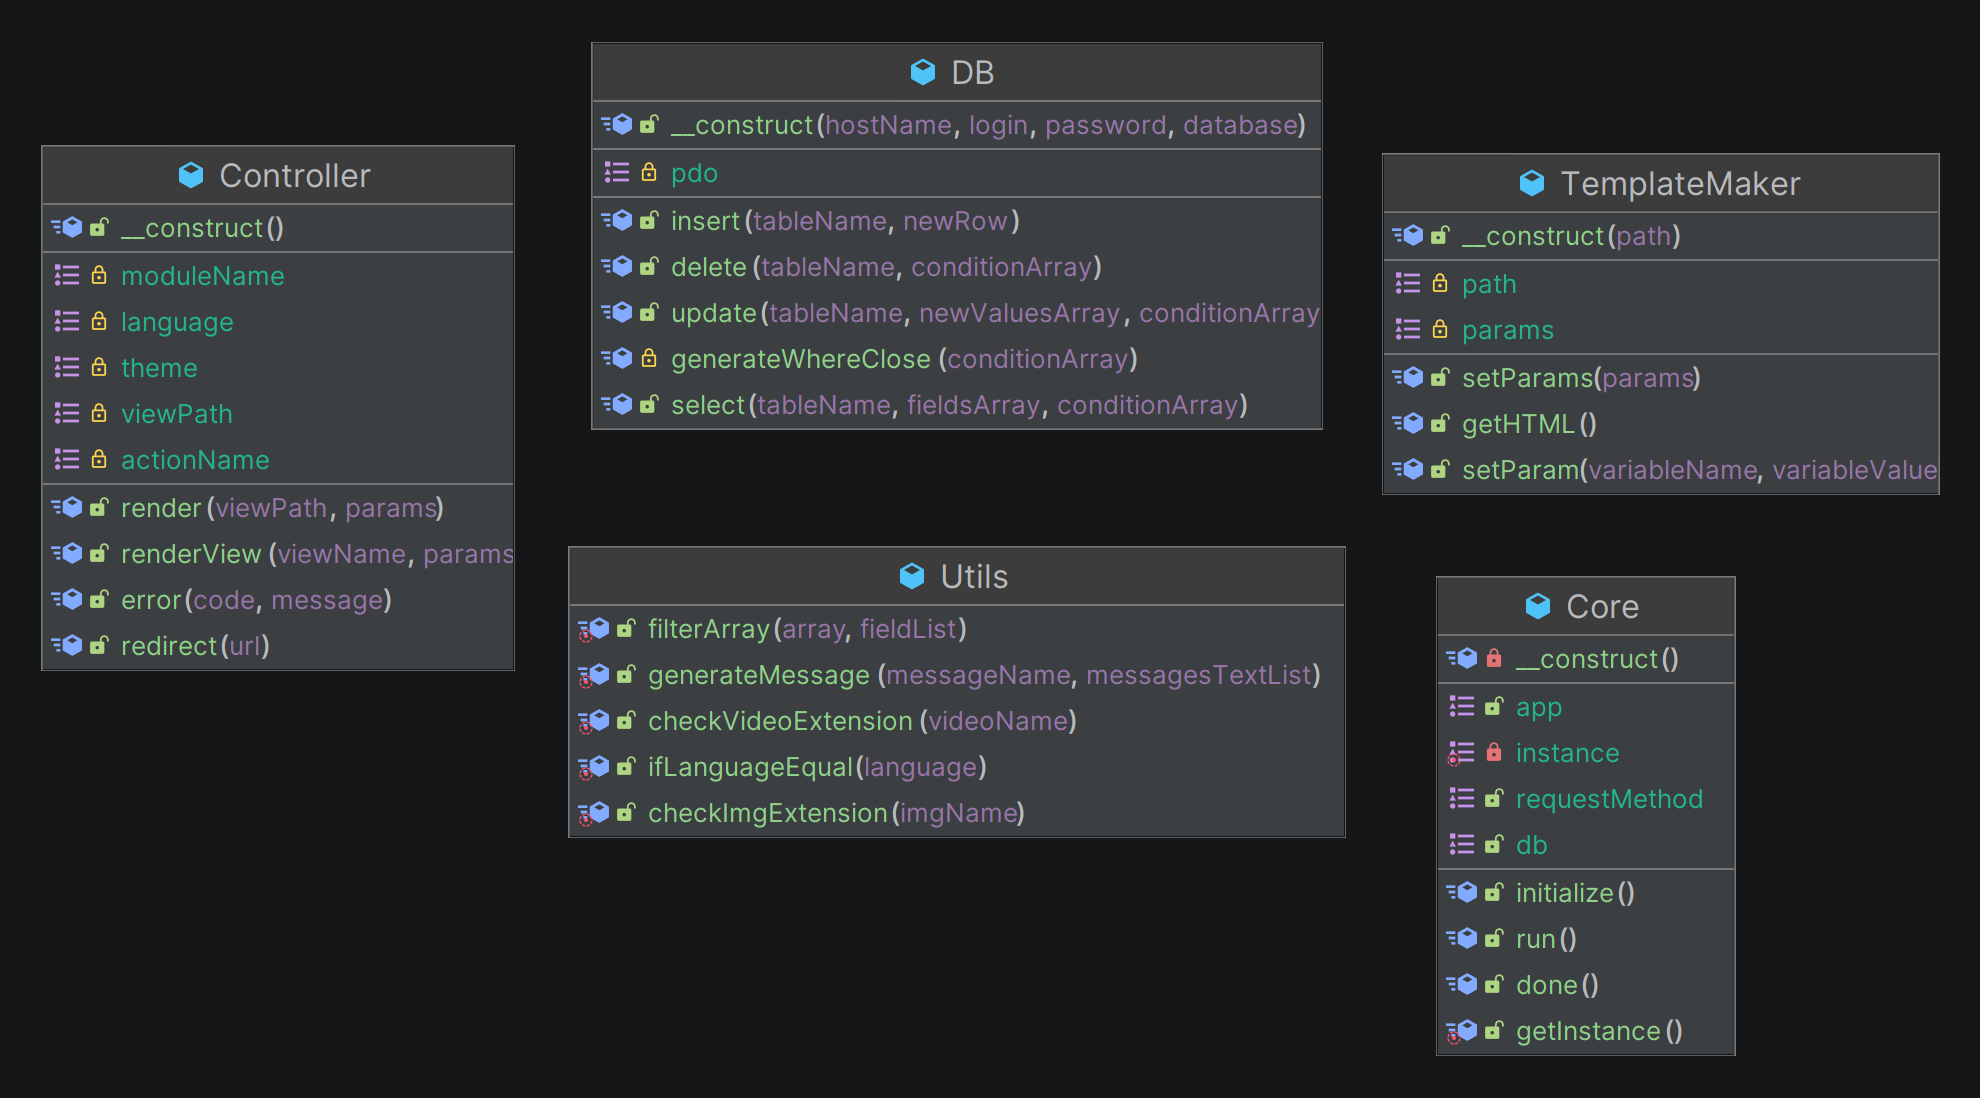 Controller
__construct()
moduleName
language
theme
viewPath
actionName
render(viewPath, params)
renderView(viewName, params
error(code, message)
redirect(url)
DB
__construct(hostName, login, password, database)
pdo
insert(tableName, newRow)
delete(tableName, conditionArray)
update(tableName, newValuesArray, conditionArray
generateWhereClose(conditionArray)
select(tableName, fieldsArray, conditionArray)
TemplateMaker
__construct(path)
path
params
setParams(params)
getHTML()
setParam(variableName, variableValue
Utils
filterArray(array, fieldList)
generateMessage(messageName, messagesTextList)
checkVideoExtension(videoName)
ifLanguageEqual(language)
checkImgExtension(imgName)
Core
__construct()
app
instance
requestMethod
db
initialize()
run()
done()
getInstance()